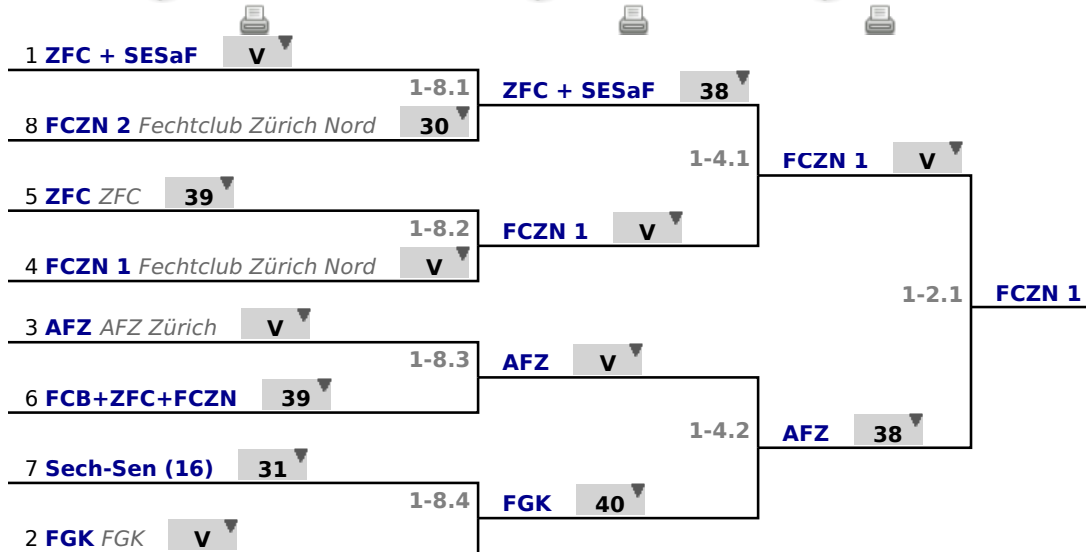 1 ZFC + SESaF V
1-8.1
8 FCZN 2 Fechtclub Zürich Nord 30
5 ZFC ZFC 39
1-8.2
4 FCZN 1 Fechtclub Zürich Nord V
3 AFZ AFZ Zürich V
1-8.3
6 FCB+ZFC+FCZN 39
7 Sech-Sen (16) 31
1-8.4
2 FGK FGK V
ZFC + SESaF 38
1-4.1
FCZN 1 V
AFZ V
1-4.2
FGK 40
FCZN 1 V
1-2.1
AFZ 38
FCZN 1